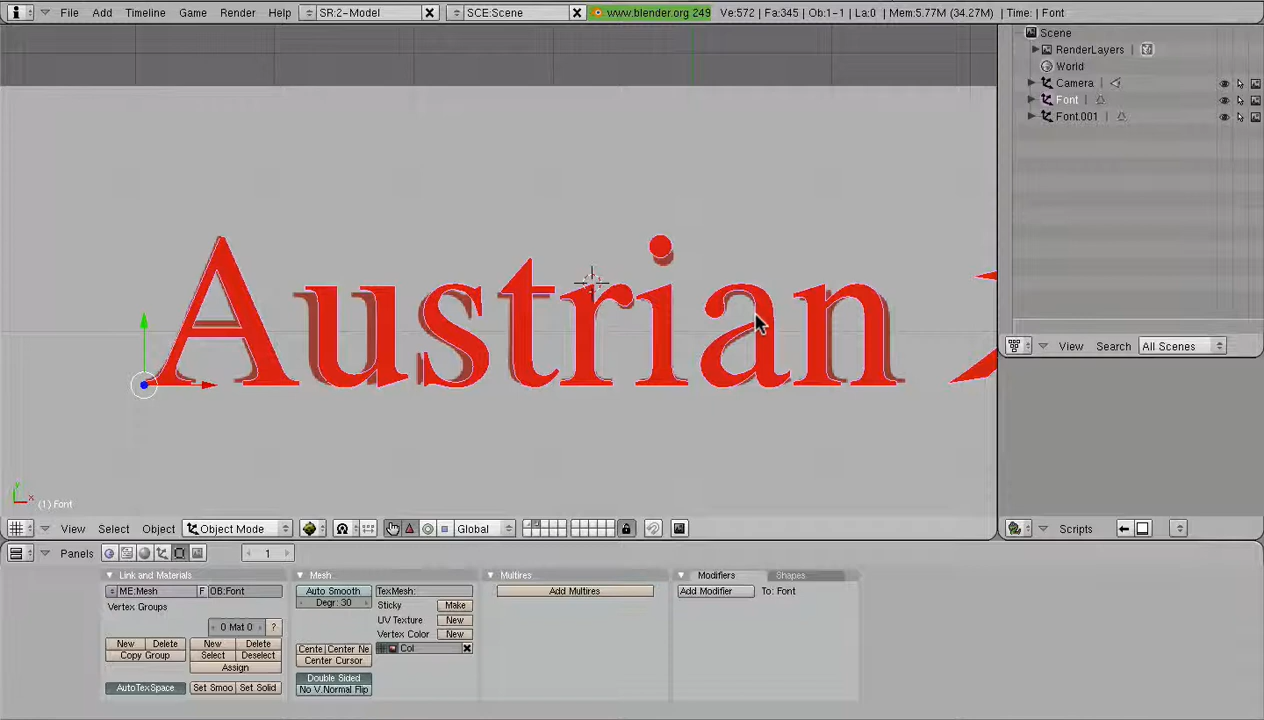 File Add Timeline Game Render Help SR:2-Model SCE:Scene www.blender.org 249 Ve:572 | Fa:345 | Ob:1-1 | La:0 | Mem:5.77M (34.27M) | Time: | Font
Scene
RenderLayers
World
Camera
Font
Font.001
Austrian
(1) Font
View Search All Scenes
View Select Object Object Mode Global
Scripts
Panels 1
Link and Materials
ME:Mesh F OB:Font
Vertex Groups
0 Mat 0 ?
New Delete New Delete
Copy Group Select Deselect
Assign
AutoTexSpace Set Smoo Set Solid
Mesh
Auto Smooth TexMesh:
Degr: 30 Sticky Make
UV Texture New
Vertex Color New
Cente Center Ne Col
Center Cursor
Double Sided
No V.Normal Flip
Multires
Add Multires
Modifiers Shapes
Add Modifier To: Font